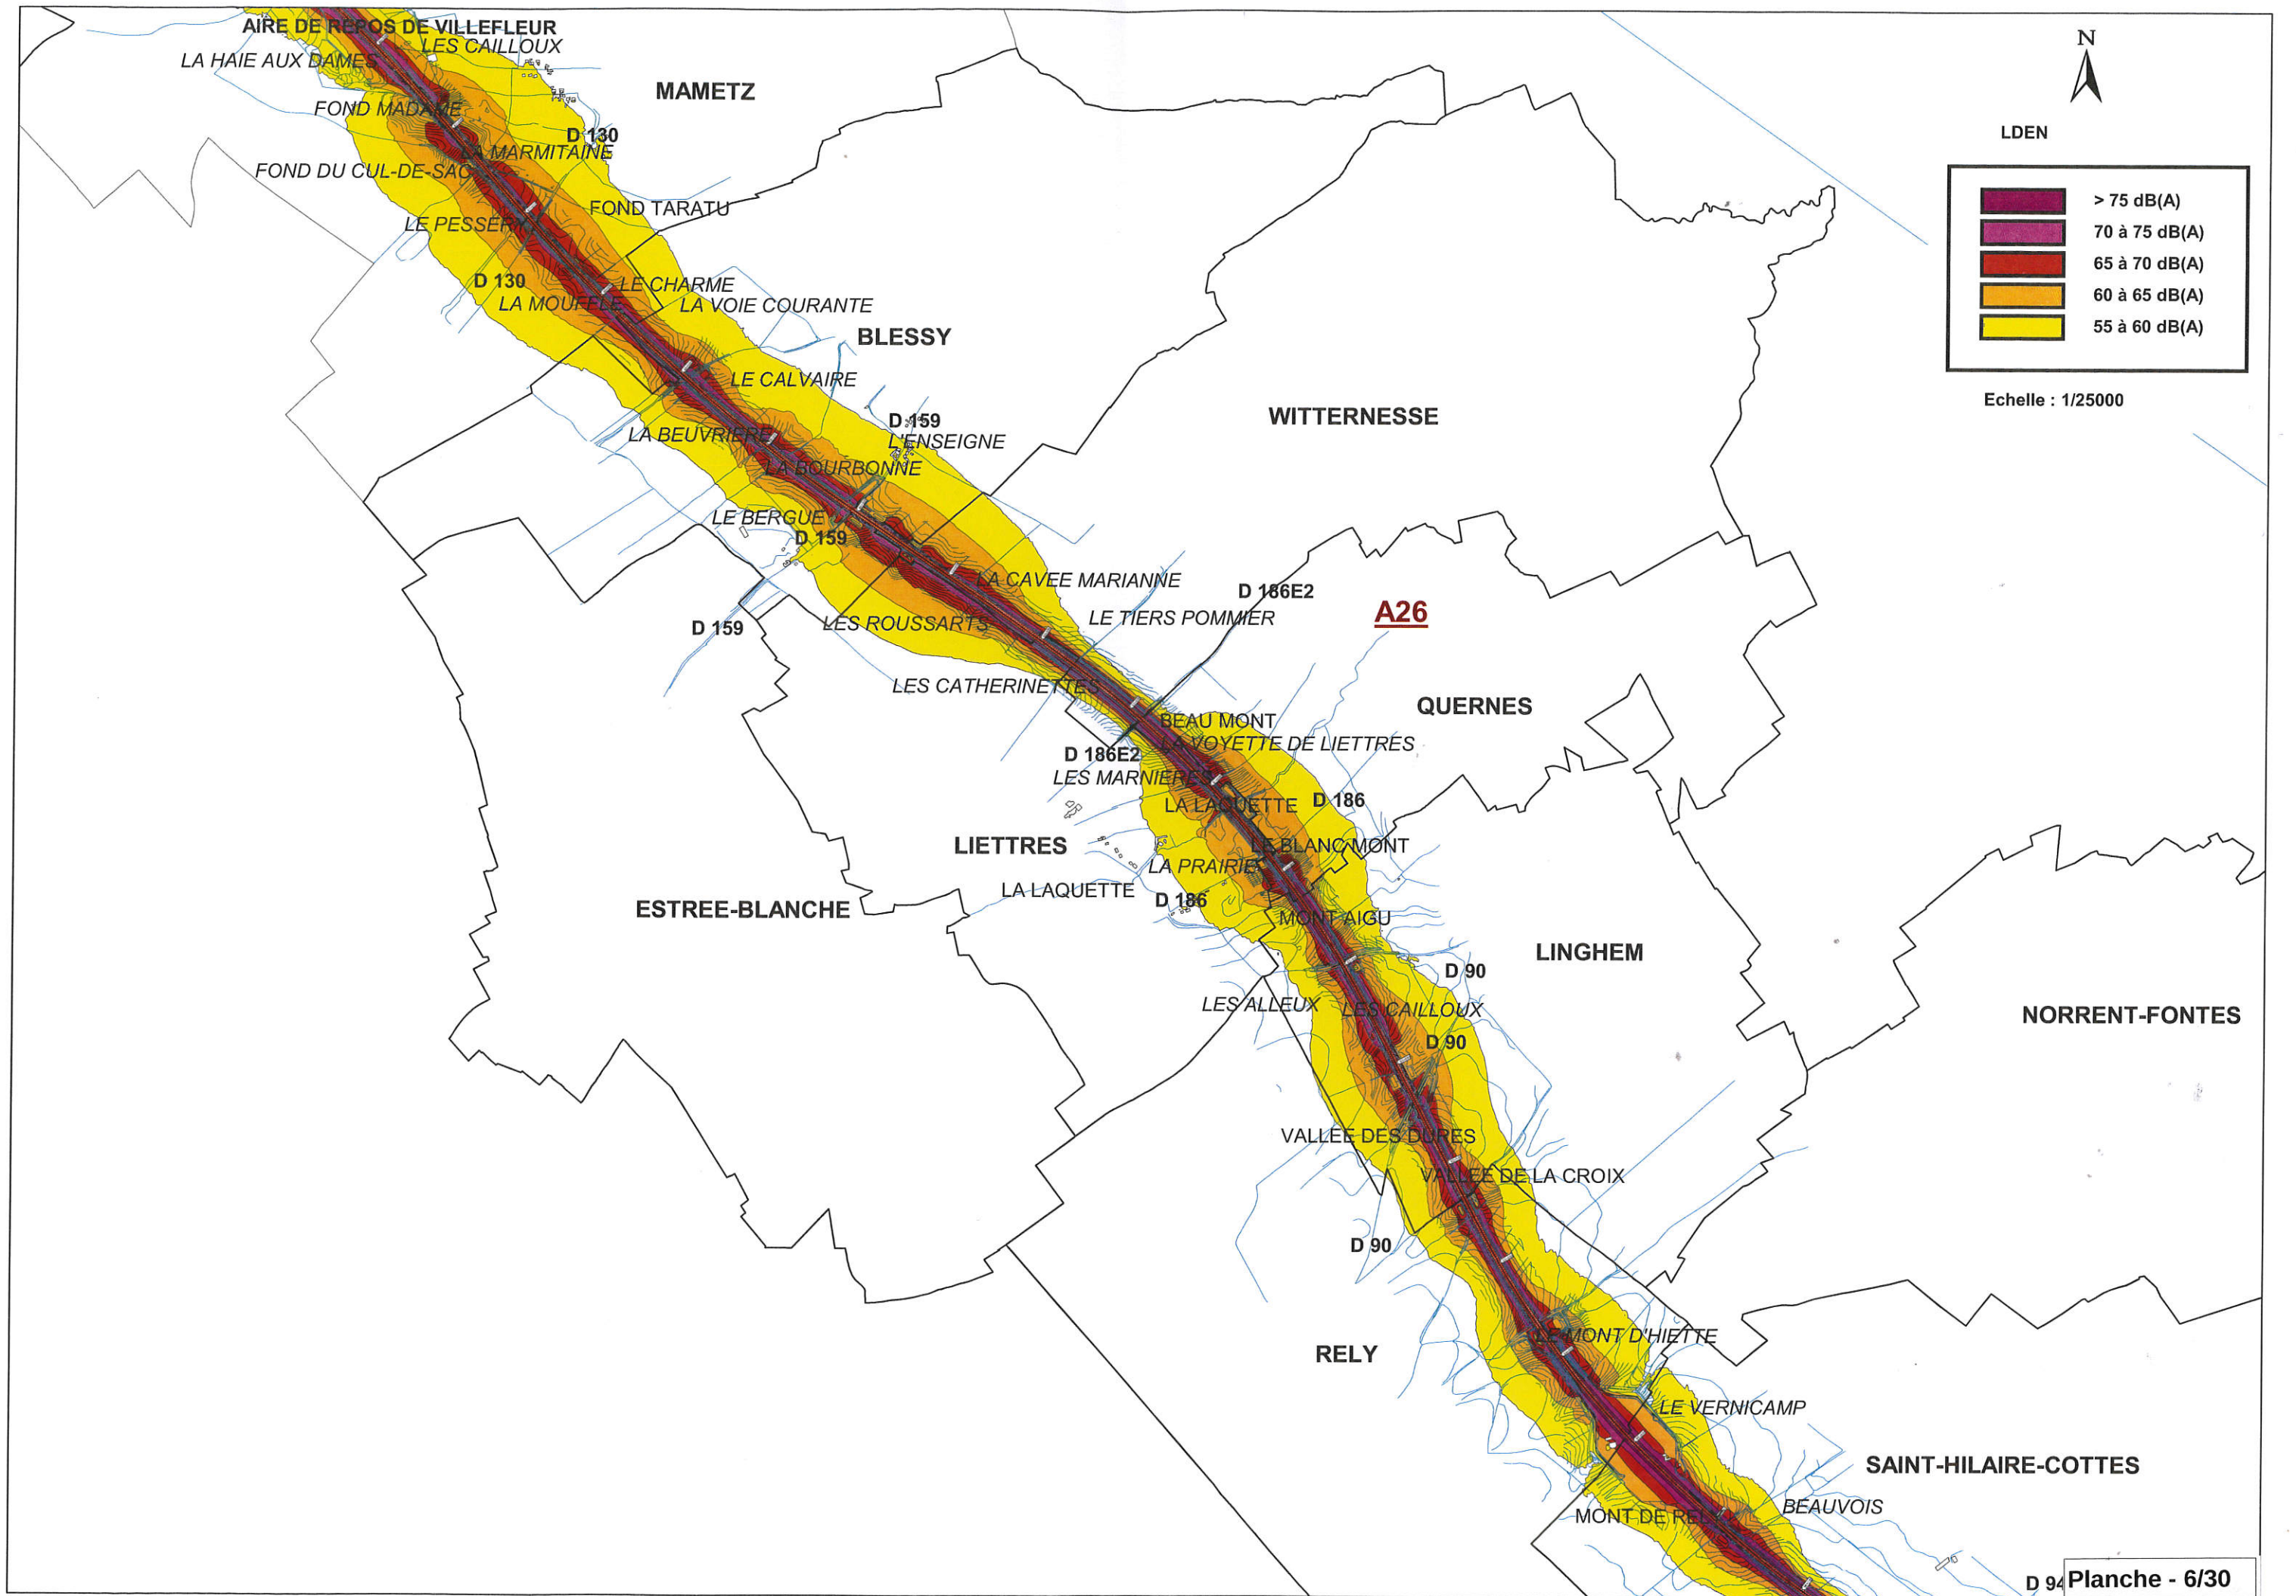 AIRE DE REPOS DE VILLEFLEUR
LES CAILLOUX
LA HAIE AUX DAMES
MAMETZ
FOND MADAME
D 130
LA MARMITAINE
FOND DU CUL-DE-SAC
FOND TARATU
LE PESSERY
D 130
LE CHARME
LA MOUFFLE
LA VOIE COURANTE
BLESSY
LE CALVAIRE
WITTERNESSE
D 159
L'ENSEIGNE
LA BEUVRIERE
LA BOURBONNE
LE BERGUE
D 159
LA CAVEE MARIANNE
D 186E2
LE TIERS POMMIER
A26
D 159
LES ROUSSARTS
LES CATHERINETTES
QUERNES
BEAU MONT
LA VOYETTE DE LIETTRES
D 186E2
LES MARNIERES
LA LAQUETTE
D 186
LIETTRES
LE BLANC MONT
LA PRAIRIE
LA LAQUETTE
D 186
ESTREE-BLANCHE
MONT AIGU
LINGHEM
D 90
LES ALLEUX
LES CAILLOUX
NORRENT-FONTES
D 90
VALLEE DES DURES
VALLEE DE LA CROIX
D 90
LE MONT D'HIETTE
RELY
LE VERNICAMP
SAINT-HILAIRE-COTTES
BEAUVOIS
MONT DE RELY
D 94
N
LDEN
> 75 dB(A)
70 à 75 dB(A)
65 à 70 dB(A)
60 à 65 dB(A)
55 à 60 dB(A)
Echelle : 1/25000
Planche - 6/30